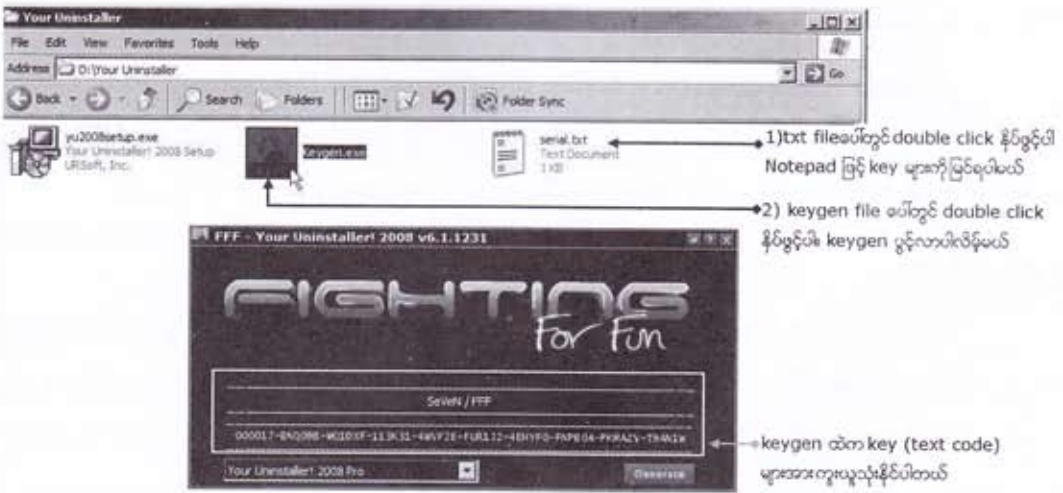 Your Uninstaller
File Edit View Favorites Tools Help
Address D:\Your Uninstaller Go
Back Search Folders Folder Sync
yu2008setup.exe
Your Uninstaller! 2008 Setup
URSoft, Inc.
Keygen.exe
serial.txt
Text Document
1 KB
1)txt fileပေါ်တွင် double click နှိပ်ဖွင့်ပါ
Notepad ဖြင့် key များကိုမြင်ရပါမယ်
2) keygen file ပေါ်တွင် double click
နှိပ်ဖွင့်ပါ။ keygen ပွင့်လာပါလိမ့်မယ်
FFF - Your Uninstaller! 2008 v6.1.1231
FIGHTING
For Fun
SeVeN / FFF
keygen ထဲက key (text code)
များအားကူးယူသုံးနိုင်ပါတယ်
Your Uninstaller! 2008 Pro
Generate